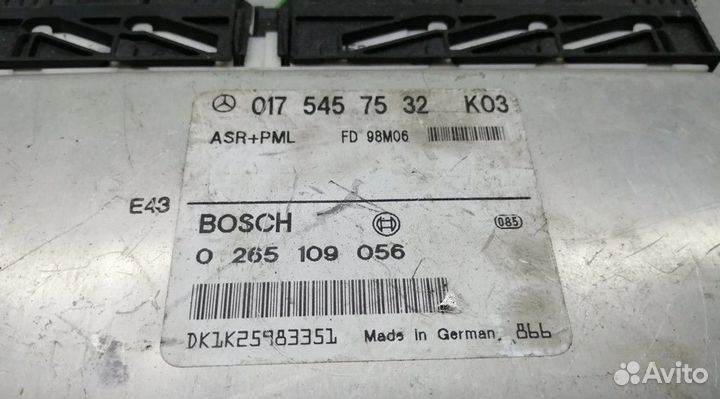 017 545 75 32 K03
ASR+PML FD 98M06
E43
BOSCH 085
0 265 109 056
DK1K25983351 Made in German. 866
Avito